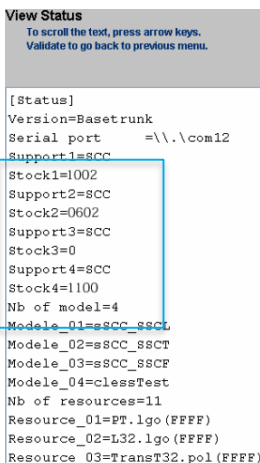 View Status
To scroll the text, press arrow keys.
Validate to go back to previous menu.
[Status]
Version=Basetrunk
Serial port =\\.\com12
Support1=SCC
Stock1=1002
Support2=SCC
Stock2=0602
Support3=SCC
Stock3=0
Support4=SCC
Stock4=1100
Nb of model=4
Modele_01=sSCC_SSCL
Modele_02=sSCC_SSCT
Modele_03=sSCC_SSCF
Modele_04=clessTest
Nb of resources=11
Resource_01=PT.lgo(FFFF)
Resource_02=L32.lgo(FFFF)
Resource_03=TransT32.pol(FFFF)